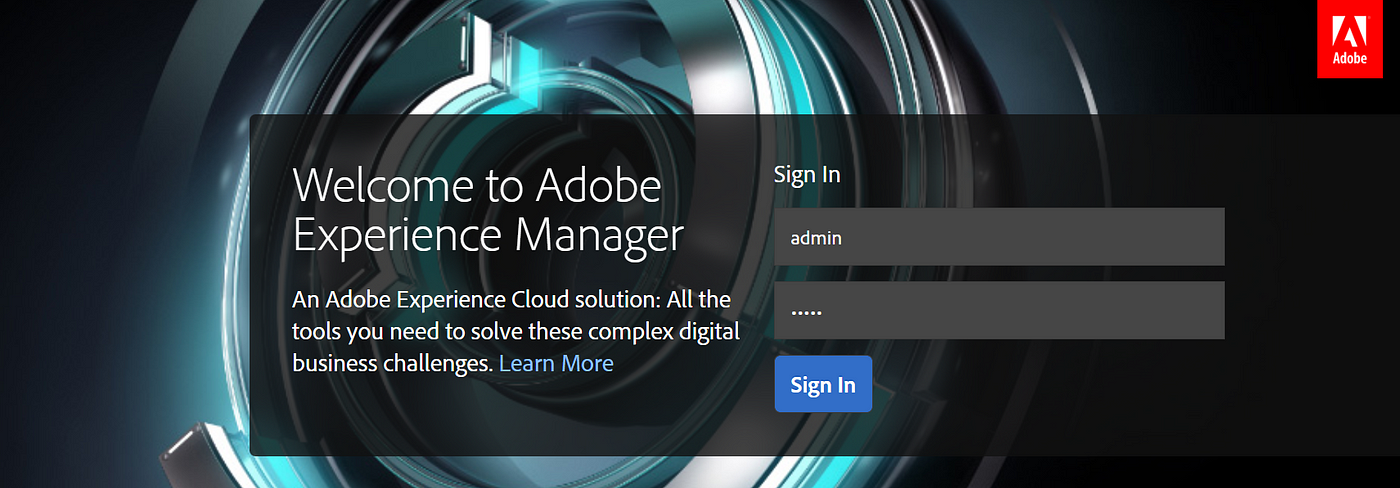 Adobe
Welcome to Adobe
Experience Manager
An Adobe Experience Cloud solution: All the
tools you need to solve these complex digital
business challenges. Learn More
Sign In
admin
•••••
Sign In